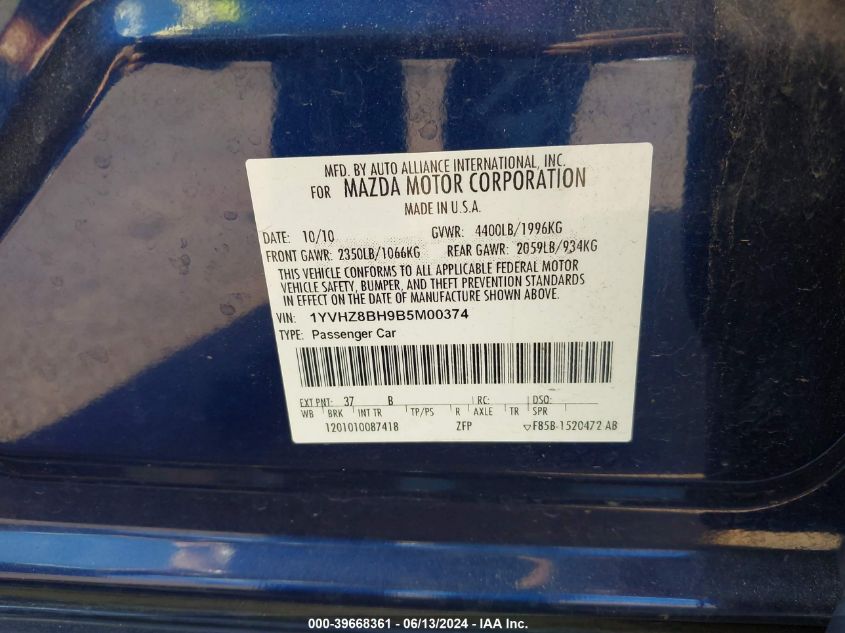 MFD. BY AUTO ALLIANCE INTERNATIONAL, INC.
FOR MAZDA MOTOR CORPORATION
MADE IN U.S.A.
DATE: 10/10 GVWR: 4400LB/1996KG
FRONT GAWR: 2350LB/1066KG REAR GAWR: 2059LB/934KG
THIS VEHICLE CONFORMS TO ALL APPLICABLE FEDERAL MOTOR
VEHICLE SAFETY, BUMPER, AND THEFT PREVENTION STANDARDS
IN EFFECT ON THE DATE OF MANUFACTURE SHOWN ABOVE.
VIN: 1YVHZ8BH9B5M00374
TYPE: Passenger Car
EXT PNT: 37 B RC: DSO:
WB BRK INT TR TP/PS R AXLE TR SPR
1201010087418 ZFP ▽F85B-1520472 AB
000-39668361 - 06/13/2024 - IAA Inc.